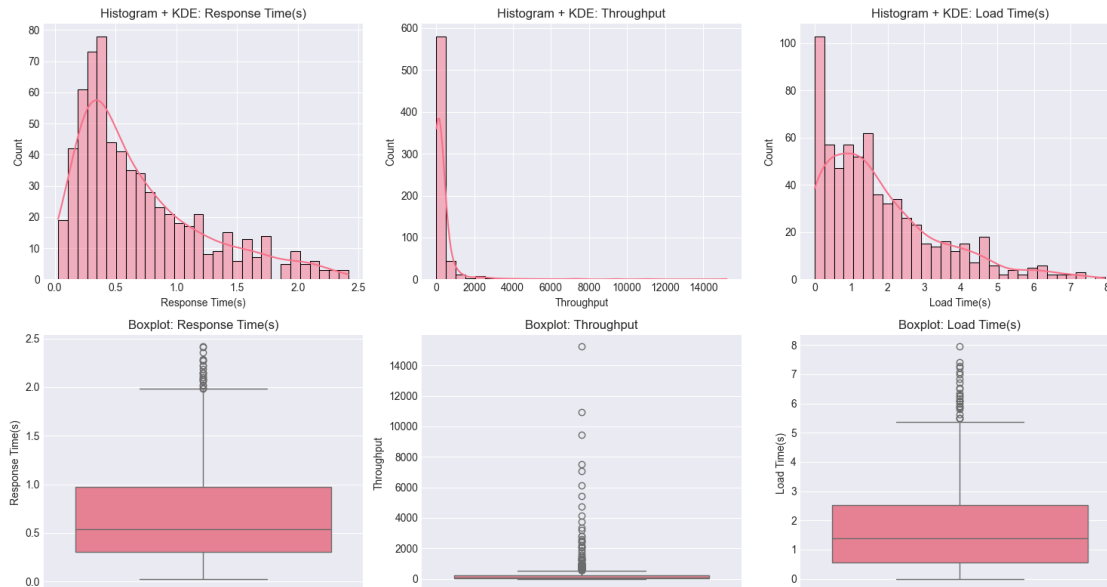 Histogram + KDE: Response Time(s)
80
70
60
50
40
30
20
10
0
Count
0.0 0.5 1.0 1.5 2.0 2.5
Response Time(s)
Histogram + KDE: Throughput
600
500
400
300
200
100
0
Count
0 2000 4000 6000 8000 10000 12000 14000
Throughput
Histogram + KDE: Load Time(s)
100
80
60
40
20
0
Count
0 1 2 3 4 5 6 7 8
Load Time(s)
Boxplot: Response Time(s)
2.5
2.0
1.5
1.0
0.5
0.0
Response Time(s)
Boxplot: Throughput
14000
12000
10000
8000
6000
4000
2000
0
Throughput
Boxplot: Load Time(s)
8
7
6
5
4
3
2
1
0
Load Time(s)